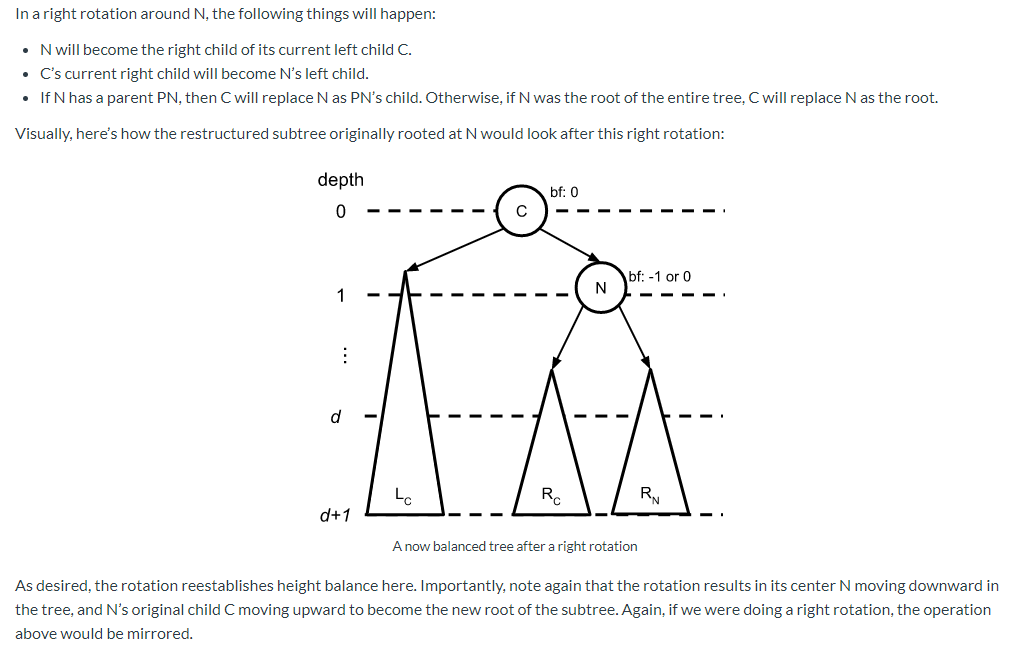 In a right rotation around N, the following things will happen:
• N will become the right child of its current left child C.
• C's current right child will become N's left child.
• If N has a parent PN, then C will replace N as PN's child. Otherwise, if N was the root of the entire tree, C will replace N as the root.
Visually, here's how the restructured subtree originally rooted at N would look after this right rotation:
depth
bf: 0
0
C
bf: -1 or 0
N
1
⋮
d
LC
RC
RN
d+1
A now balanced tree after a right rotation
As desired, the rotation reestablishes height balance here. Importantly, note again that the rotation results in its center N moving downward in
the tree, and N's original child C moving upward to become the new root of the subtree. Again, if we were doing a right rotation, the operation
above would be mirrored.